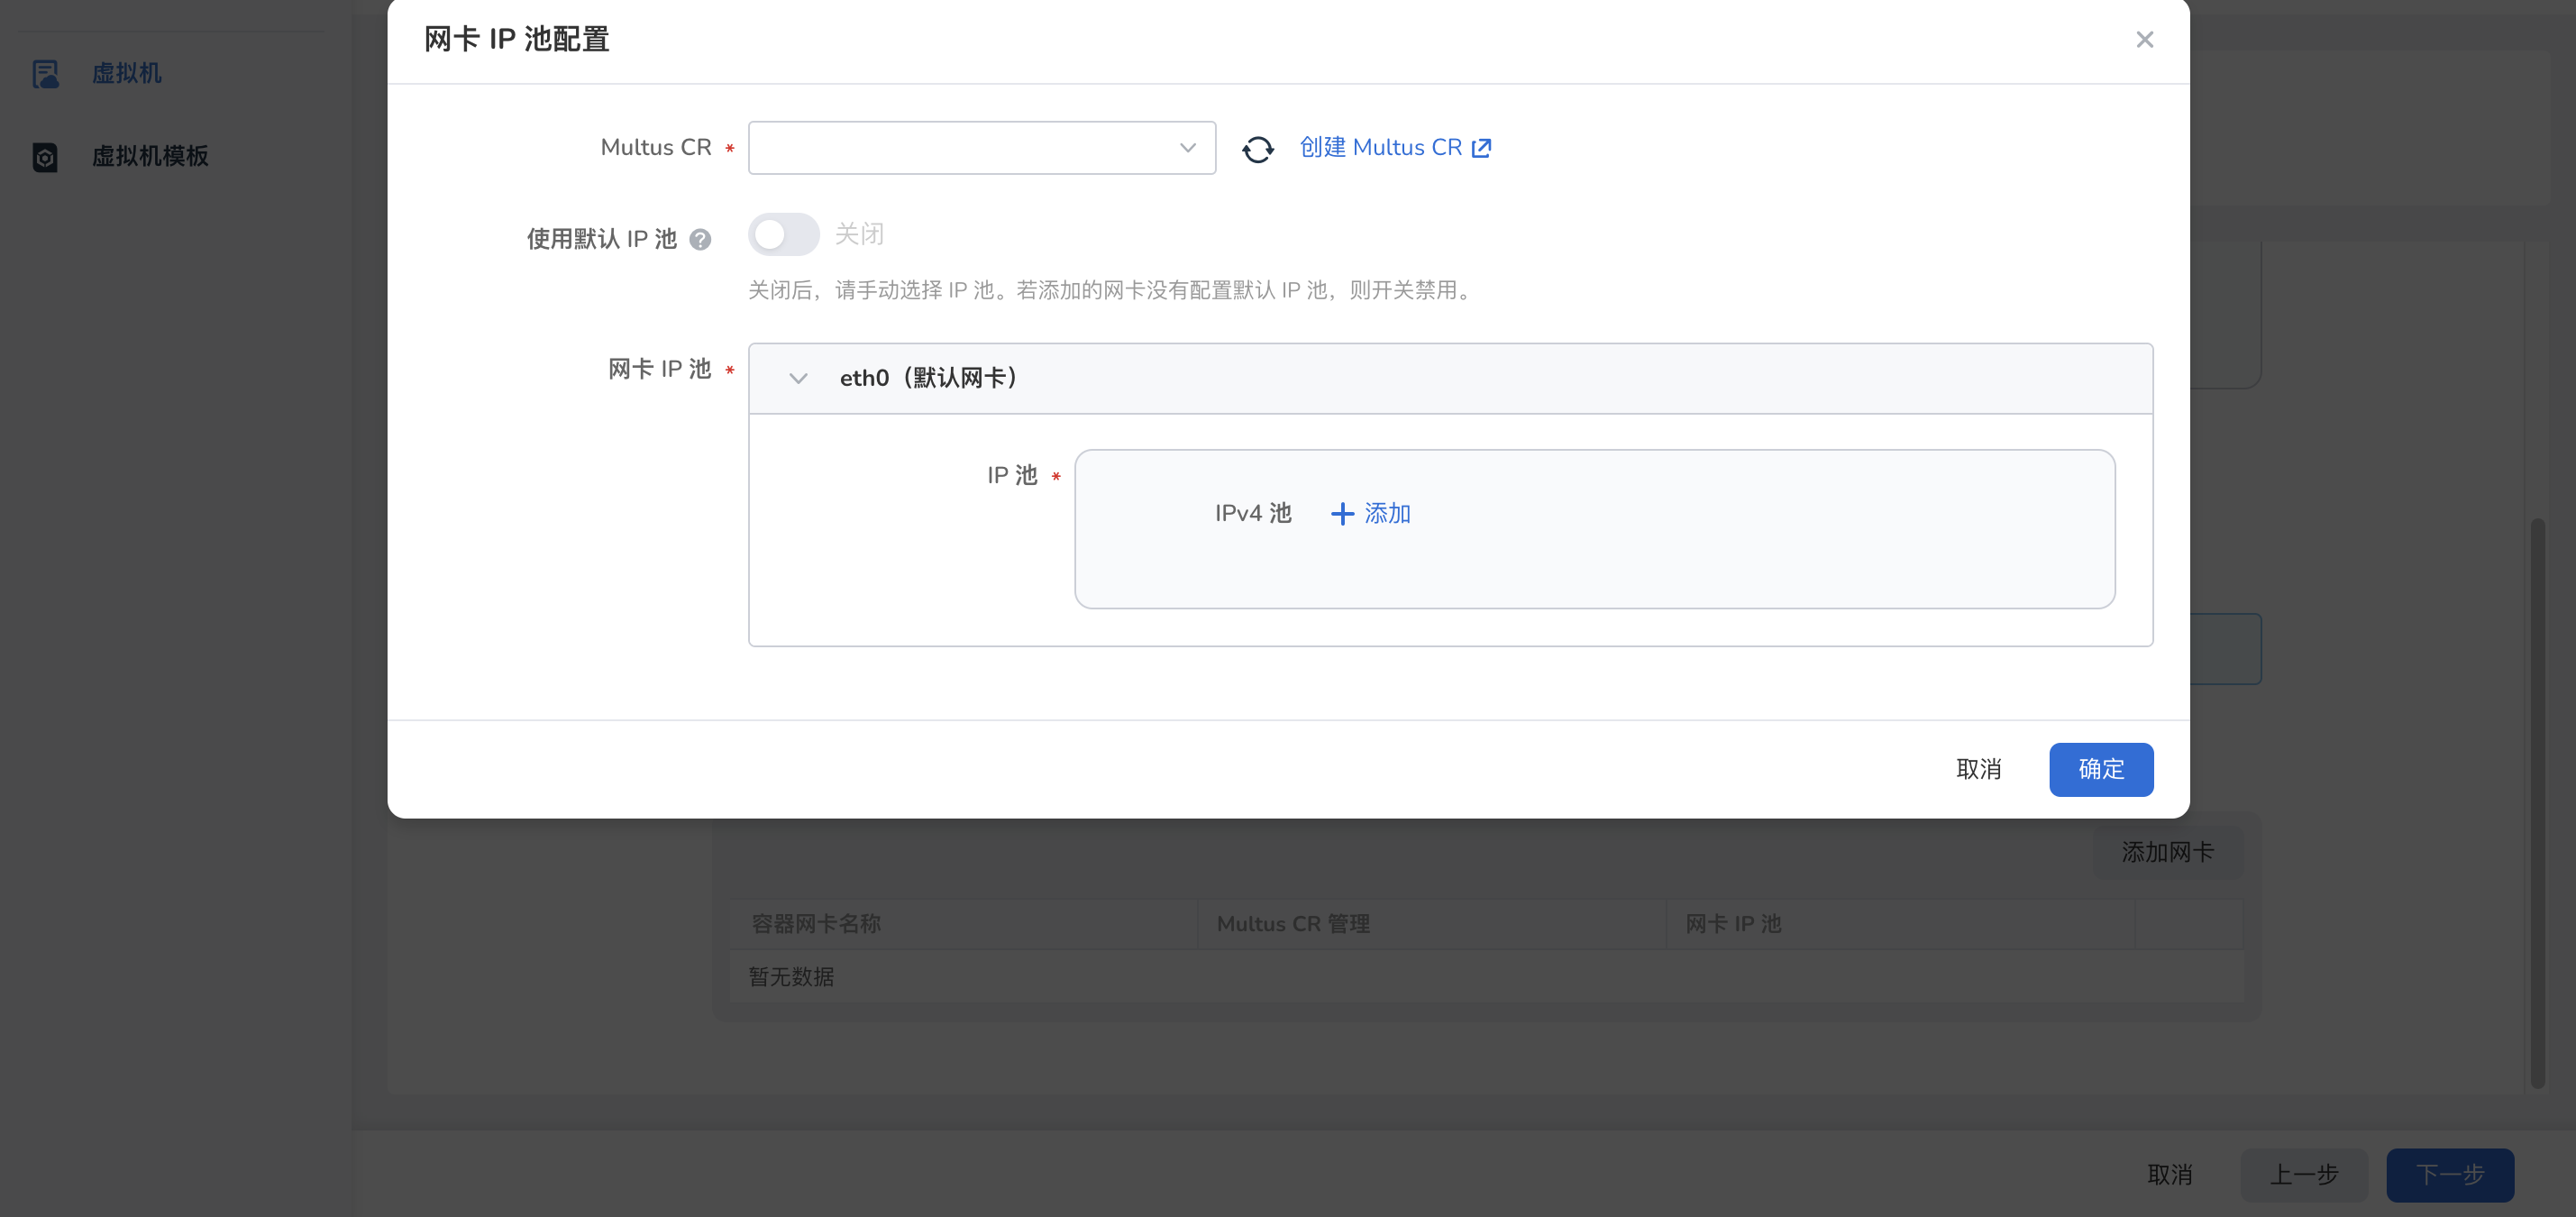 网卡 IP 池配置
虚拟机
虚拟机模板
Multus CR *
创建 Multus CR
使用默认 IP 池
关闭
关闭后，请手动选择 IP 池。若添加的网卡没有配置默认 IP 池，则开关禁用。
网卡 IP 池 *
eth0（默认网卡）
IP 池 *
IPv4 池
添加
取消
确定
添加网卡
容器网卡名称
Multus CR 管理
网卡 IP 池
暂无数据
取消
上一步
下一步